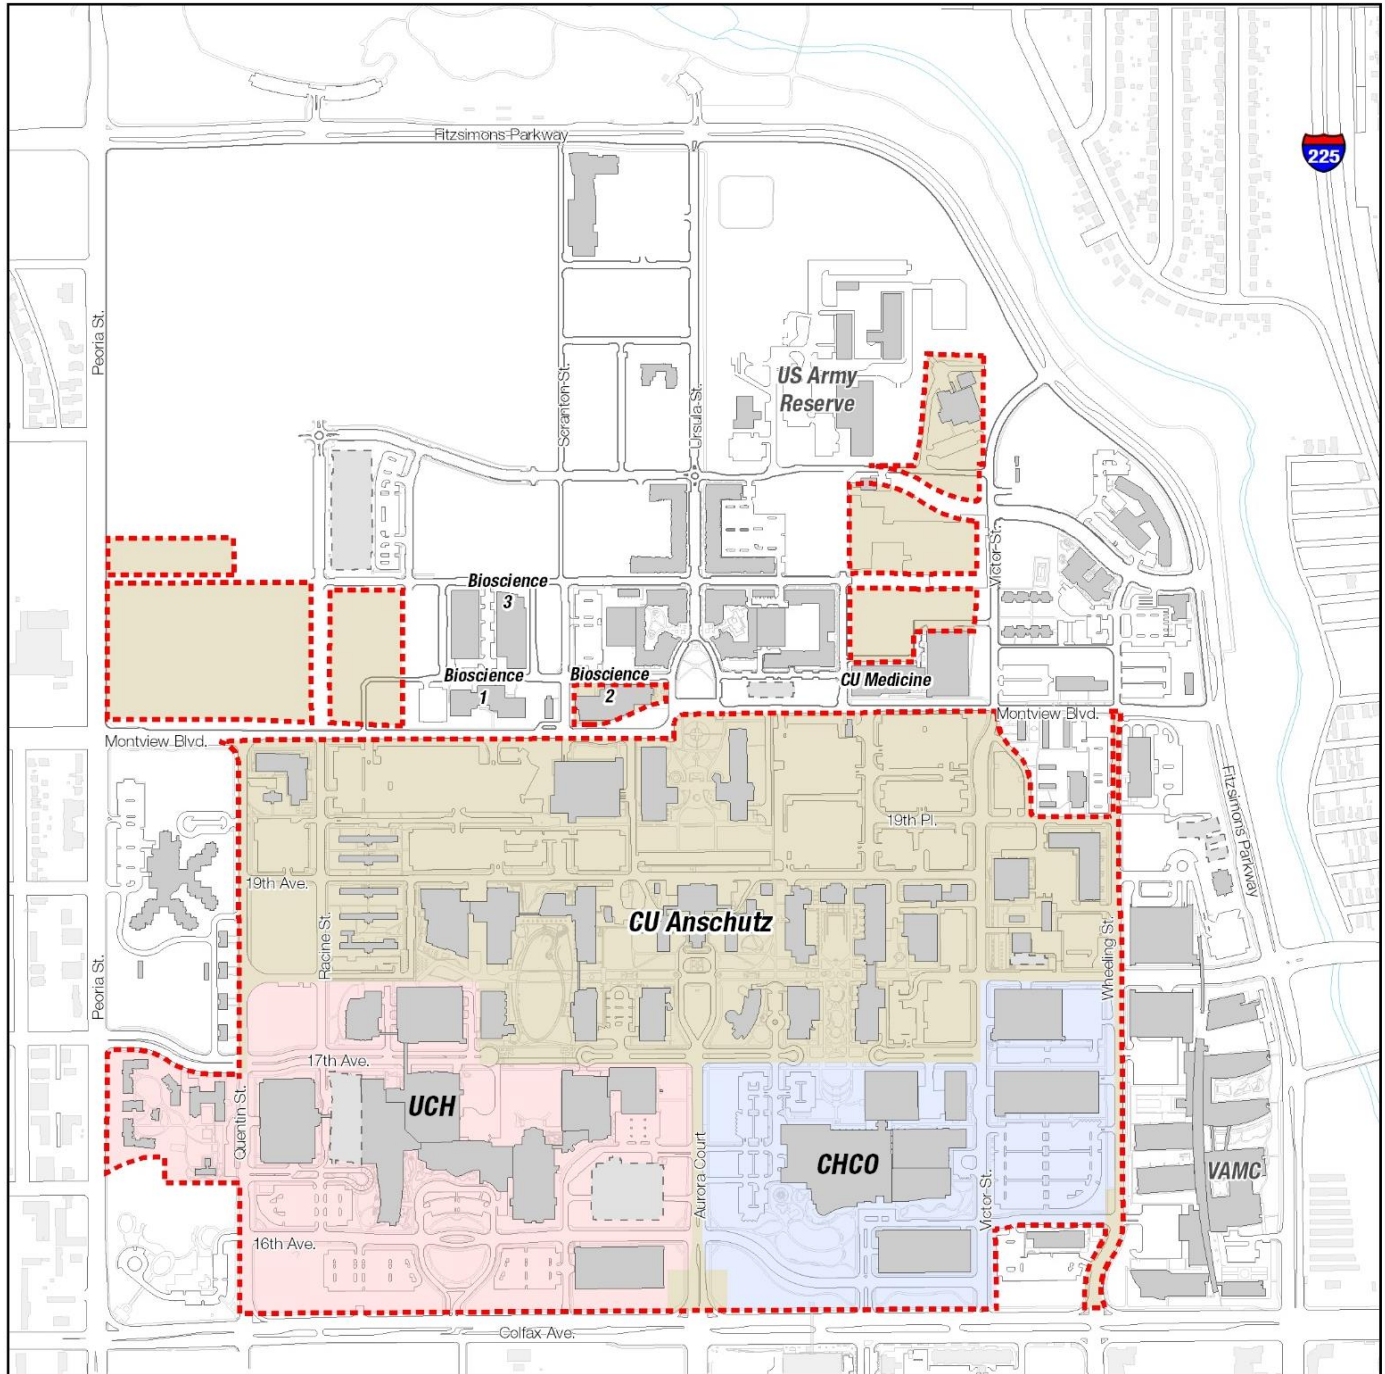 Fitzsimons Parkway
225
Peoria St.
Scranton St.
Ursula St.
US Army
Reserve
Victor St.
Bioscience
3
Bioscience
1
Bioscience
2
CU Medicine
Montview Blvd.
Montview Blvd.
Fitzsimons Parkway
19th Pl.
19th Ave.
CU Anschutz
Racine St.
Peoria St.
Wheeling St.
17th Ave.
UCH
Quentin St.
Aurora Court
CHCO
Victor St.
VAMC
16th Ave.
Colfax Ave.